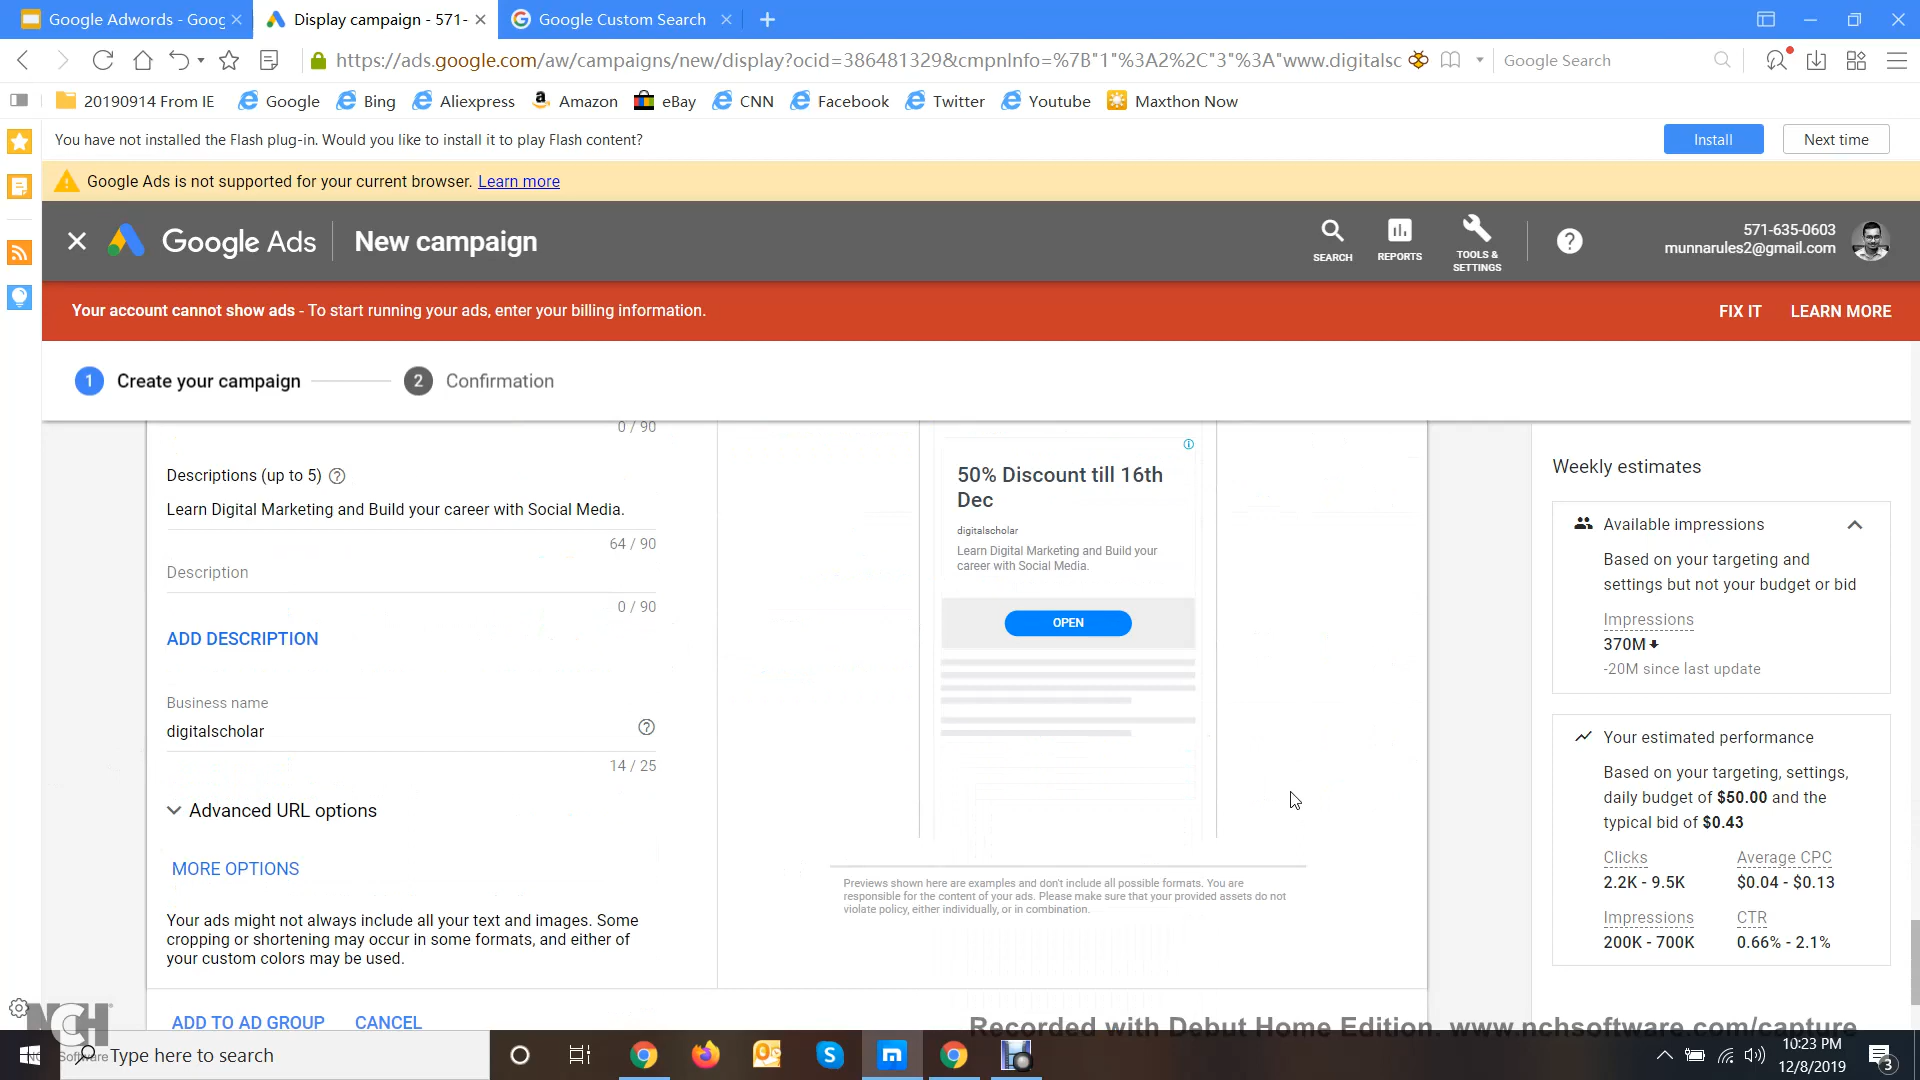 Google Adwords - Goog
Display campaign - 571-
Google Custom Search
https://ads.google.com/aw/campaigns/new/display?ocid=386481329&cmpnInfo=%7B"1"%3A2%2C"3"%3A"www.digitalsc
Google Search
20190914 From IE
Google
Bing
Aliexpress
Amazon
eBay
CNN
Facebook
Twitter
Youtube
Maxthon Now
You have not installed the Flash plug-in. Would you like to install it to play Flash content?
Install
Next time
Google Ads is not supported for your current browser. Learn more
Google Ads
New campaign
SEARCH
REPORTS
TOOLS &
SETTINGS
571-635-0603
munnarules2@gmail.com
Your account cannot show ads - To start running your ads, enter your billing information.
FIX IT
LEARN MORE
1 Create your campaign
2 Confirmation
0 / 90
Descriptions (up to 5)
Learn Digital Marketing and Build your career with Social Media.
64 / 90
Description
0 / 90
ADD DESCRIPTION
Business name
digitalscholar
14 / 25
Advanced URL options
MORE OPTIONS
Your ads might not always include all your text and images. Some
cropping or shortening may occur in some formats, and either of
your custom colors may be used.
ADD TO AD GROUP
CANCEL
50% Discount till 16th
Dec
digitalscholar
Learn Digital Marketing and Build your
career with Social Media.
OPEN
Previews shown here are examples and don't include all possible formats. You are
responsible for the content of your ads. Please make sure that your provided assets do not
violate policy, either individually, or in combination.
Weekly estimates
Available impressions
Based on your targeting and
settings but not your budget or bid
Impressions
370M
-20M since last update
Your estimated performance
Based on your targeting, settings,
daily budget of $50.00 and the
typical bid of $0.43
Clicks
Average CPC
2.2K - 9.5K
$0.04 - $0.13
Impressions
CTR
200K - 700K
0.66% - 2.1%
NCH
Software
Recorded with Debut Home Edition. www.nchsoftware.com/capture
Type here to search
10:23 PM
12/8/2019
3